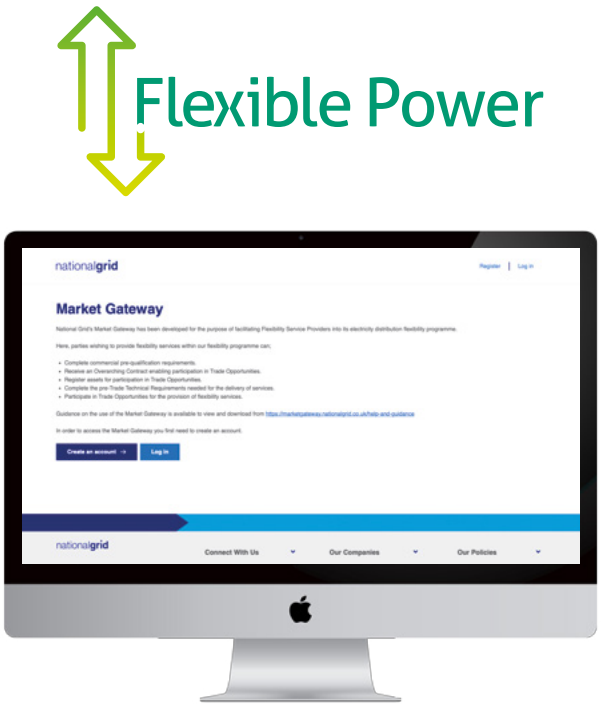 Flexible Power
nationalgrid
Register | Log in
Market Gateway
National Grid's Market Gateway has been developed for the purpose of facilitating Flexibility Service Providers into its electricity distribution flexibility programme.
Here, parties wishing to provide flexibility services within our flexibility programme can;
• Complete commercial pre-qualification requirements.
• Receive an Overarching Contract enabling participation in Trade Opportunities.
• Register assets for participation in Trade Opportunities.
• Complete the pre-Trade Technical Requirements needed for the delivery of services.
• Participate in Trade Opportunities for the provision of flexibility services.
Guidance on the use of the Market Gateway is available to view and download from https://marketgateway.nationalgrid.co.uk/help-and-guidance
In order to access the Market Gateway you first need to create an account.
Create an account → Log in
nationalgrid
Connect With Us Our Companies Our Policies